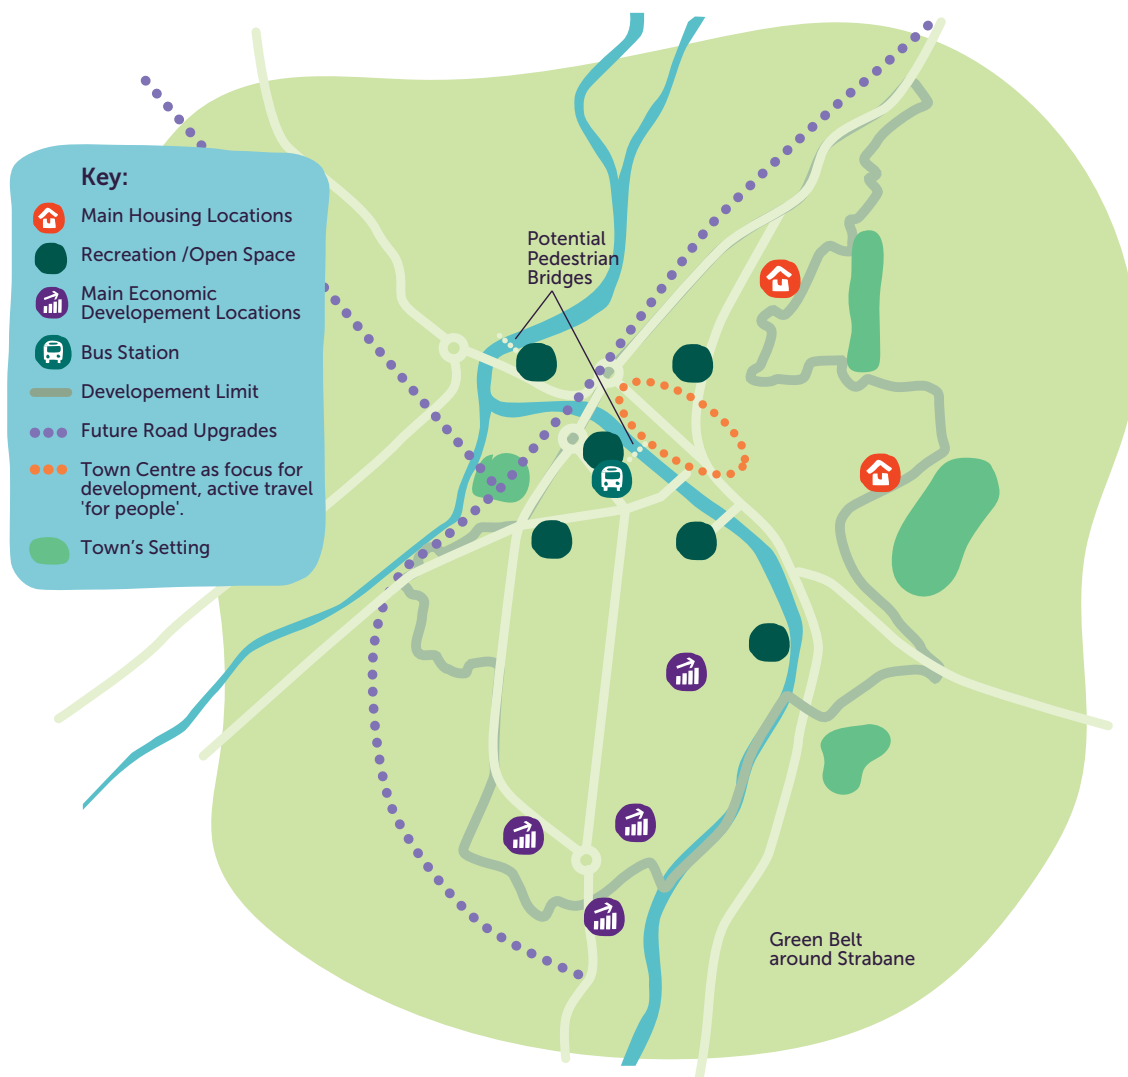 Key:
Main Housing Locations
Recreation /Open Space
Main Economic
Developement Locations
Bus Station
Developement Limit
Future Road Upgrades
Town Centre as focus for
development, active travel
'for people'.
Town's Setting
Potential
Pedestrian
Bridges
Green Belt
around Strabane